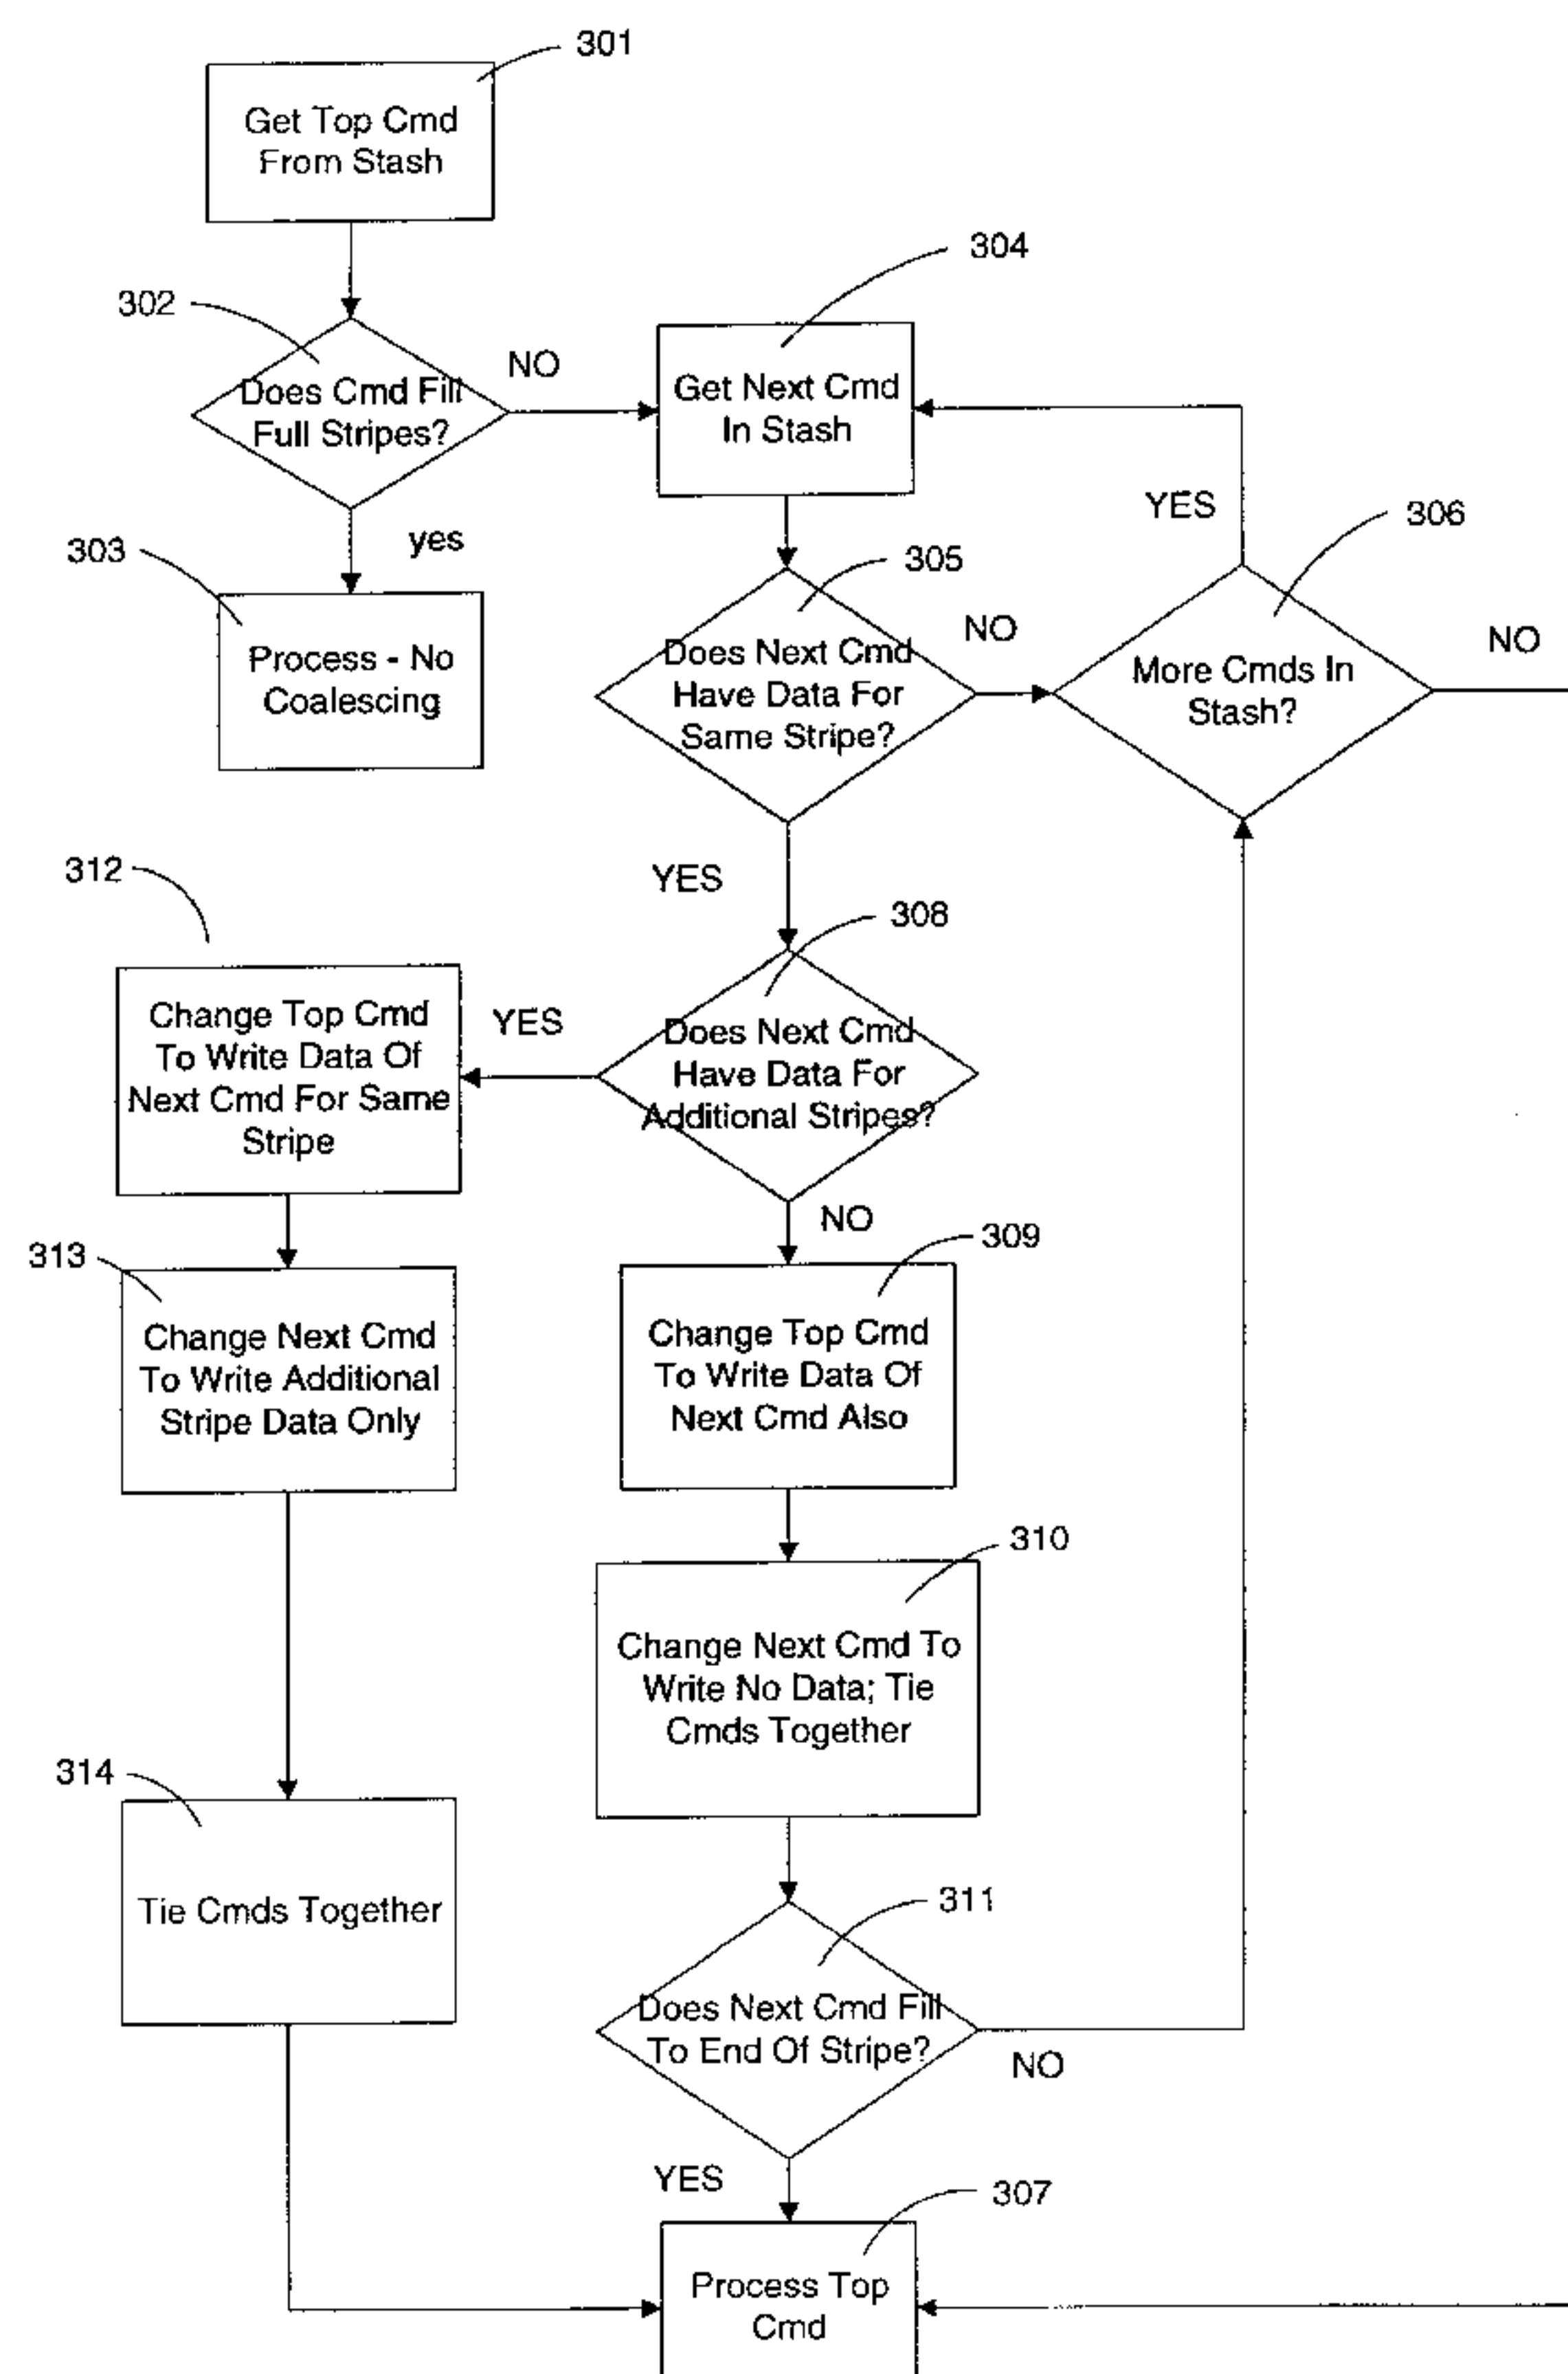 301
Get Top Cmd
From Stash
304
302
NO
Does Cmd Fill
Full Stripes?
Get Next Cmd
In Stash
YES
306
303
yes
305
NO
NO
Process - No
Coalescing
Does Next Cmd
Have Data For
Same Stripe?
More Cmds In
Stash?
312
YES
308
Change Top Cmd
To Write Data Of
Next Cmd For Same
Stripe
YES
Does Next Cmd
Have Data For
Additional Stripes?
NO
309
313
Change Next Cmd
To Write Additional
Stripe Data Only
Change Top Cmd
To Write Data Of
Next Cmd Also
310
Change Next Cmd To
Write No Data; Tie
Cmds Together
314
Tie Cmds Together
311
Does Next Cmd Fill
To End Of Stripe?
NO
YES
307
Process Top
Cmd